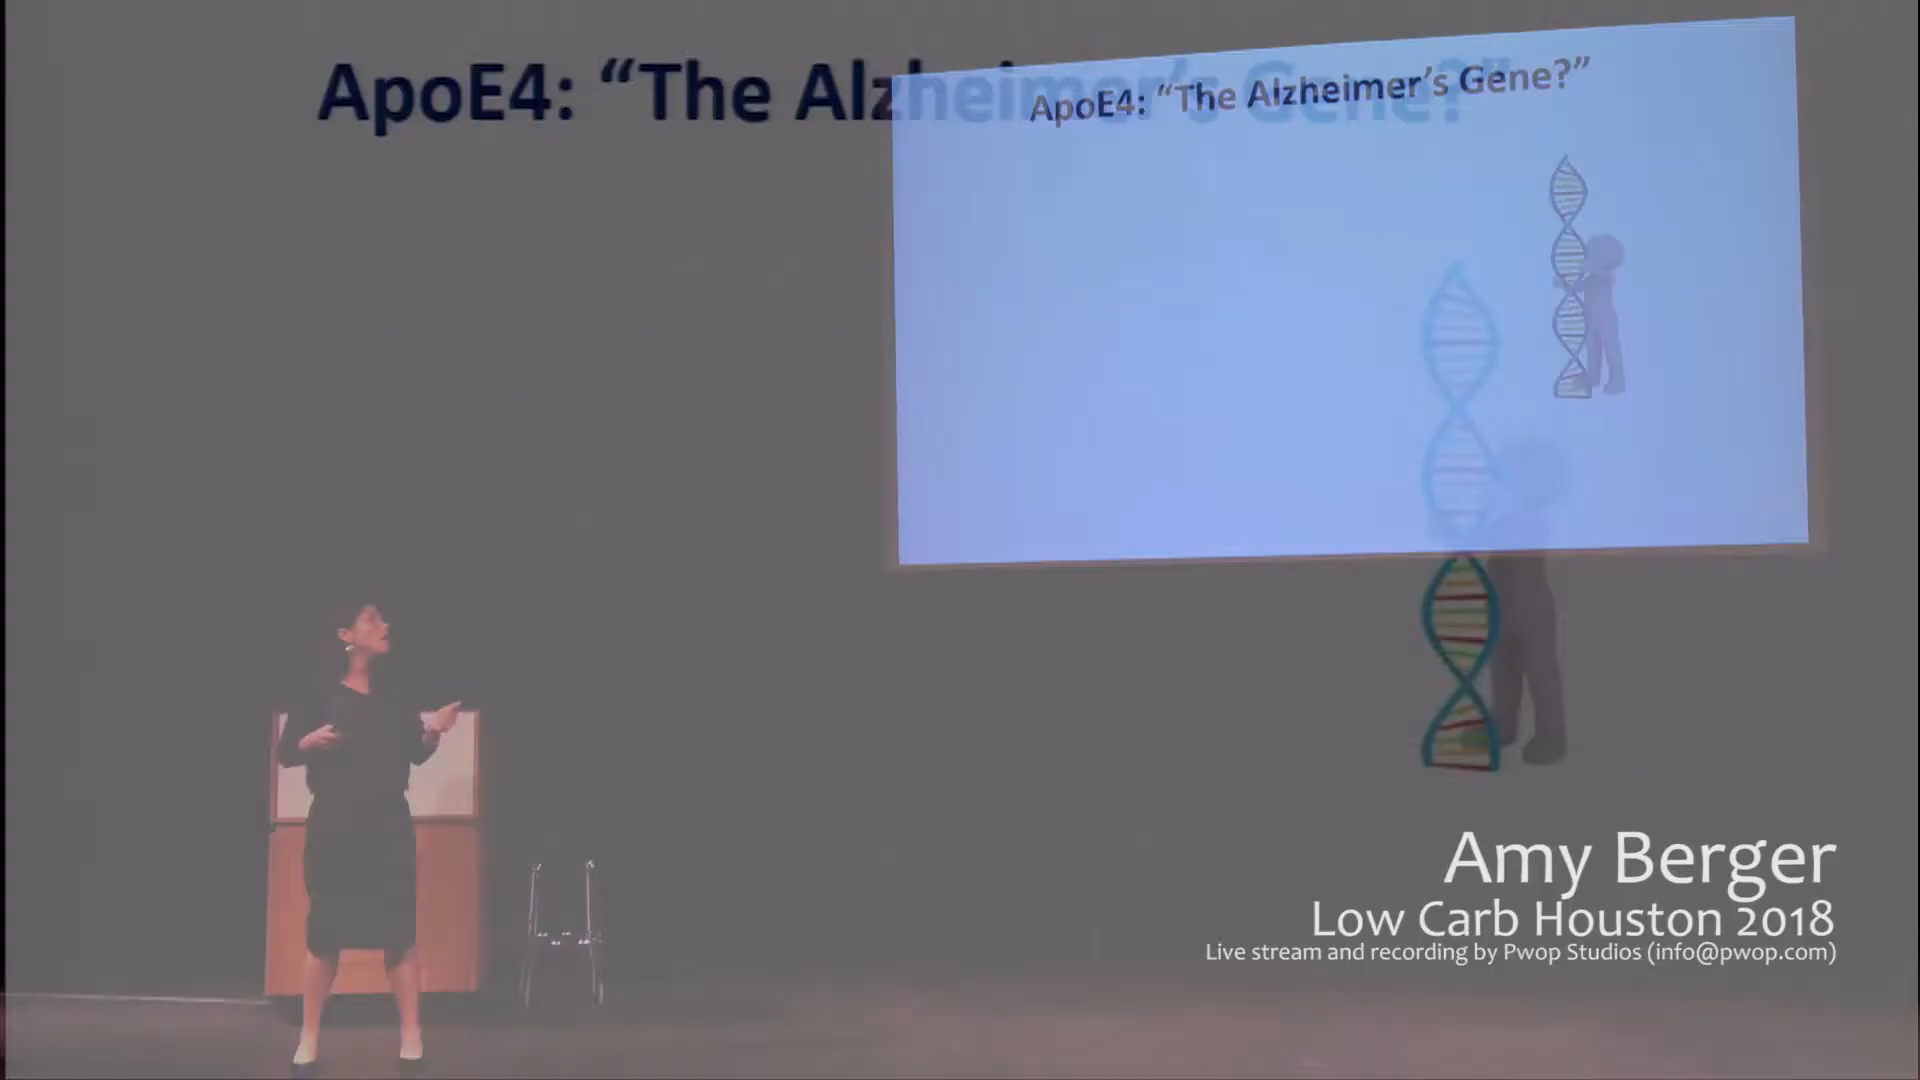 ApoE4: “The Alzheimer’s Gene?”
ApoE4: “The Alzheimer’s Gene?”
Amy Berger
Low Carb Houston 2018
Live stream and recording by Pwop Studios (info@pwop.com)